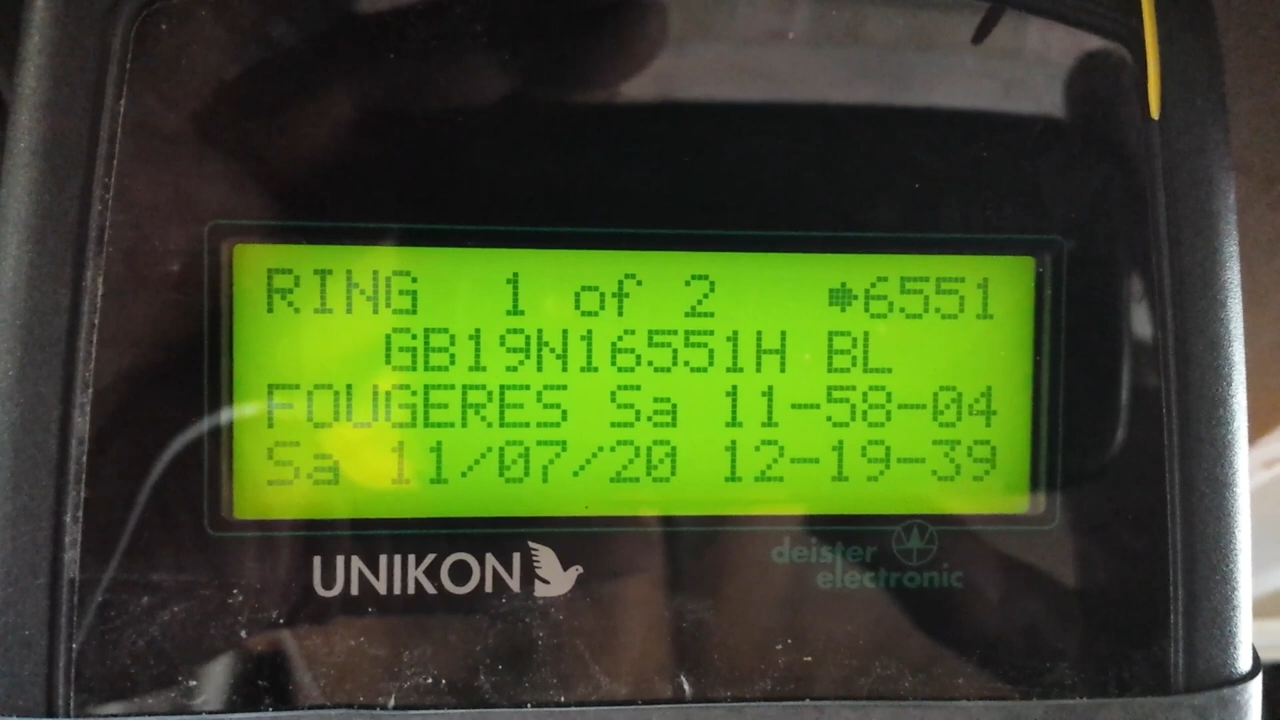 RING 1 of 2 →6551
GB19N16551H BL
FOUGERES Sa 11-58-04
Sa 11/07/20 12-19-39
UNIKON
deister
electronic